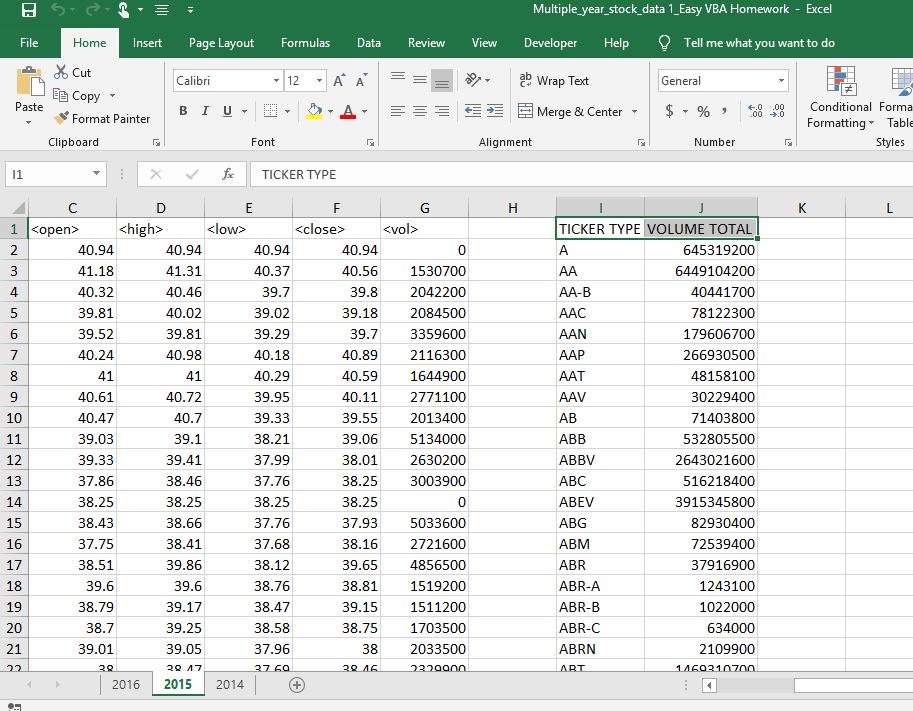 Multiple_year_stock_data 1_Easy VBA Homework - Excel
File Home Insert Page Layout Formulas Data Review View Developer Help Tell me what you want to do
Paste Cut Copy Format Painter Clipboard
Calibri 12 A A B I U A Font
ab Wrap Text Merge & Center Alignment
General $ % , .0 .00 .00 .0 Number
Conditional Formatting Forma Table Styles
I1 fx TICKER TYPE
C D E F G H I J K L
1 <open> <high> <low> <close> <vol> TICKER TYPE VOLUME TOTAL
2 40.94 40.94 40.94 40.94 0 A 645319200
3 41.18 41.31 40.37 40.56 1530700 AA 6449104200
4 40.32 40.46 39.7 39.8 2042200 AA-B 40441700
5 39.81 40.02 39.02 39.18 2084500 AAC 78122300
6 39.52 39.81 39.29 39.7 3359600 AAN 179606700
7 40.24 40.98 40.18 40.89 2116300 AAP 266930500
8 41 41 40.29 40.59 1644900 AAT 48158100
9 40.61 40.72 39.95 40.11 2771100 AAV 30229400
10 40.47 40.7 39.33 39.55 2013400 AB 71403800
11 39.03 39.1 38.21 39.06 5134000 ABB 532805500
12 39.33 39.41 37.99 38.01 2630200 ABBV 2643021600
13 37.86 38.46 37.76 38.25 3003900 ABC 516218400
14 38.25 38.25 38.25 38.25 0 ABEV 3915345800
15 38.43 38.66 37.76 37.93 5033600 ABG 82930400
16 37.75 38.41 37.68 38.16 2721600 ABM 72539400
17 38.51 39.86 38.12 39.65 4856500 ABR 37916900
18 39.6 39.6 38.76 38.81 1519200 ABR-A 1243100
19 38.79 39.17 38.47 39.15 1511200 ABR-B 1022000
20 38.7 39.25 38.58 38.75 1703500 ABR-C 634000
21 39.01 39.05 37.96 38 2033500 ABRN 2109900
22 38 38.47 37.69 38.46 2329900 ABT 1469310700
2016 2015 2014